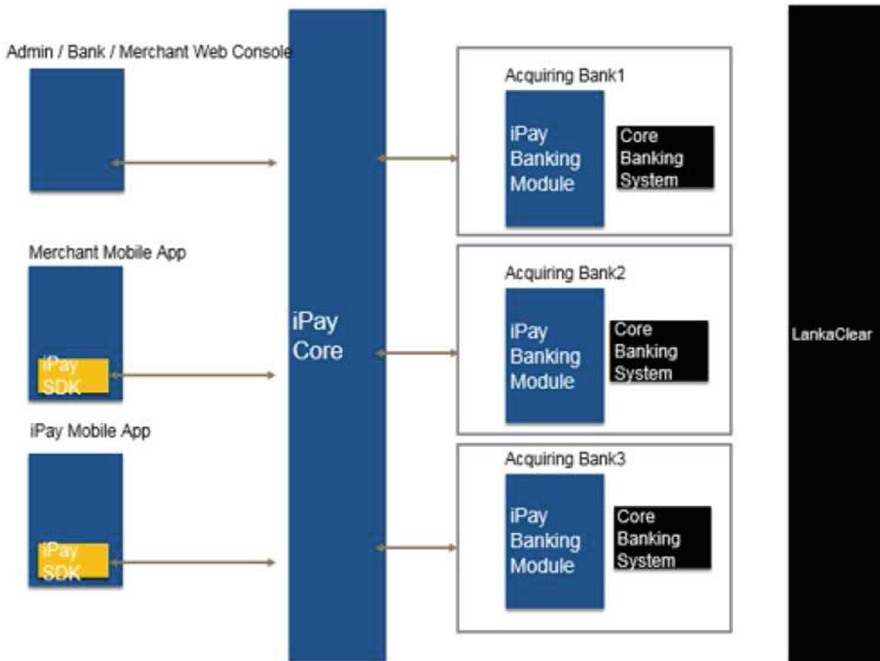 Admin / Bank / Merchant Web Console
Merchant Mobile App
iPay
SDK
iPay Mobile App
iPay
SDK
iPay
Core
Acquiring Bank1
iPay
Banking
Module
Core
Banking
System
Acquiring Bank2
iPay
Banking
Module
Core
Banking
System
Acquiring Bank3
iPay
Banking
Module
Core
Banking
System
LankaClear